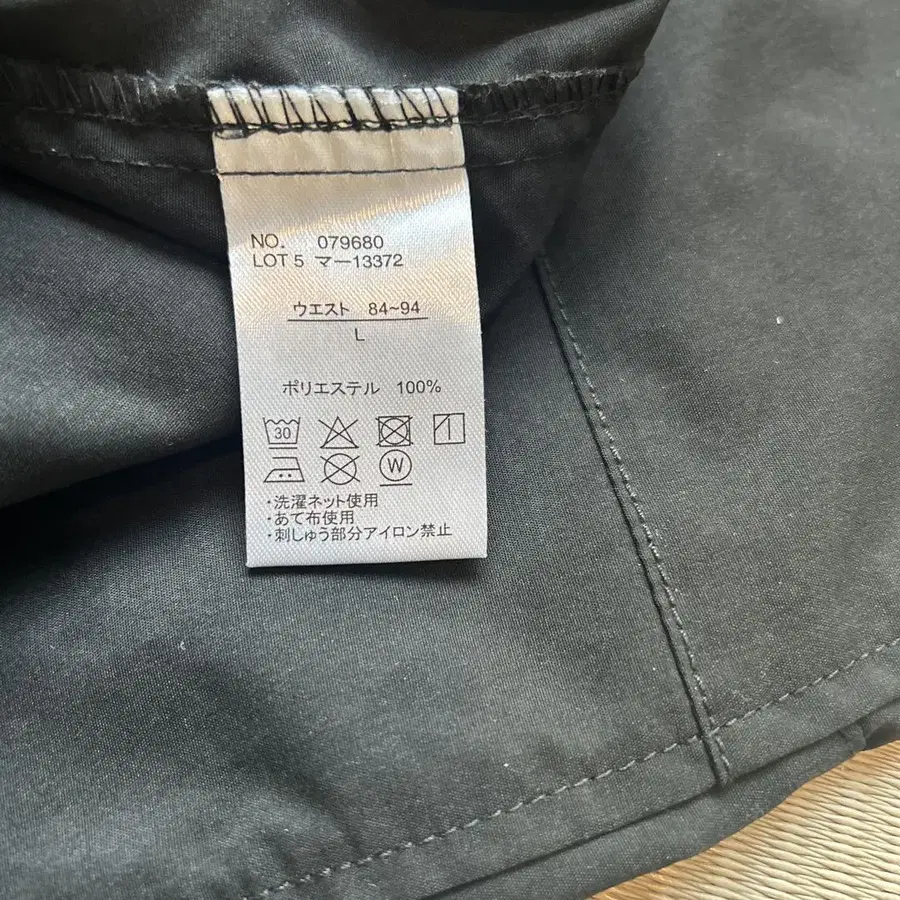 NO. 079680
LOT 5 マー13372
ウエスト 84~94
L
ポリエステル 100%
30
W
・洗濯ネット使用
・あて布使用
・刺しゅう部分アイロン禁止